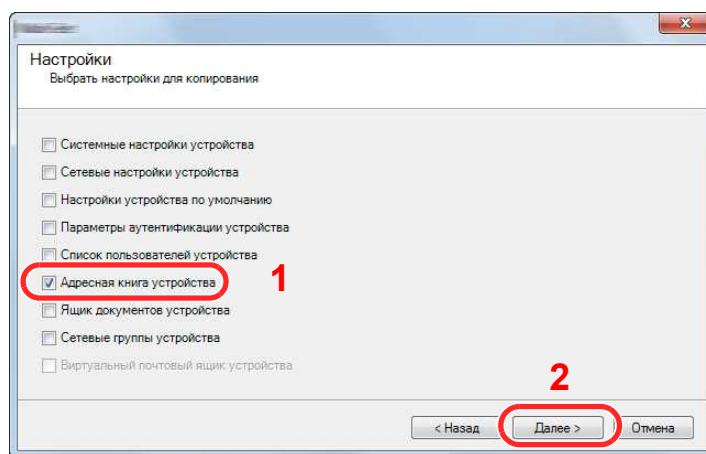 Настройки
Выбрать настройки для копирования
Системные настройки устройства
Сетевые настройки устройства
Настройки устройства по умолчанию
Параметры аутентификации устройства
Список пользователей устройства
Адресная книга устройства
1
Ящик документов устройства
Сетевые группы устройства
Виртуальный почтовый ящик устройства
2
< Назад
Далее >
Отмена